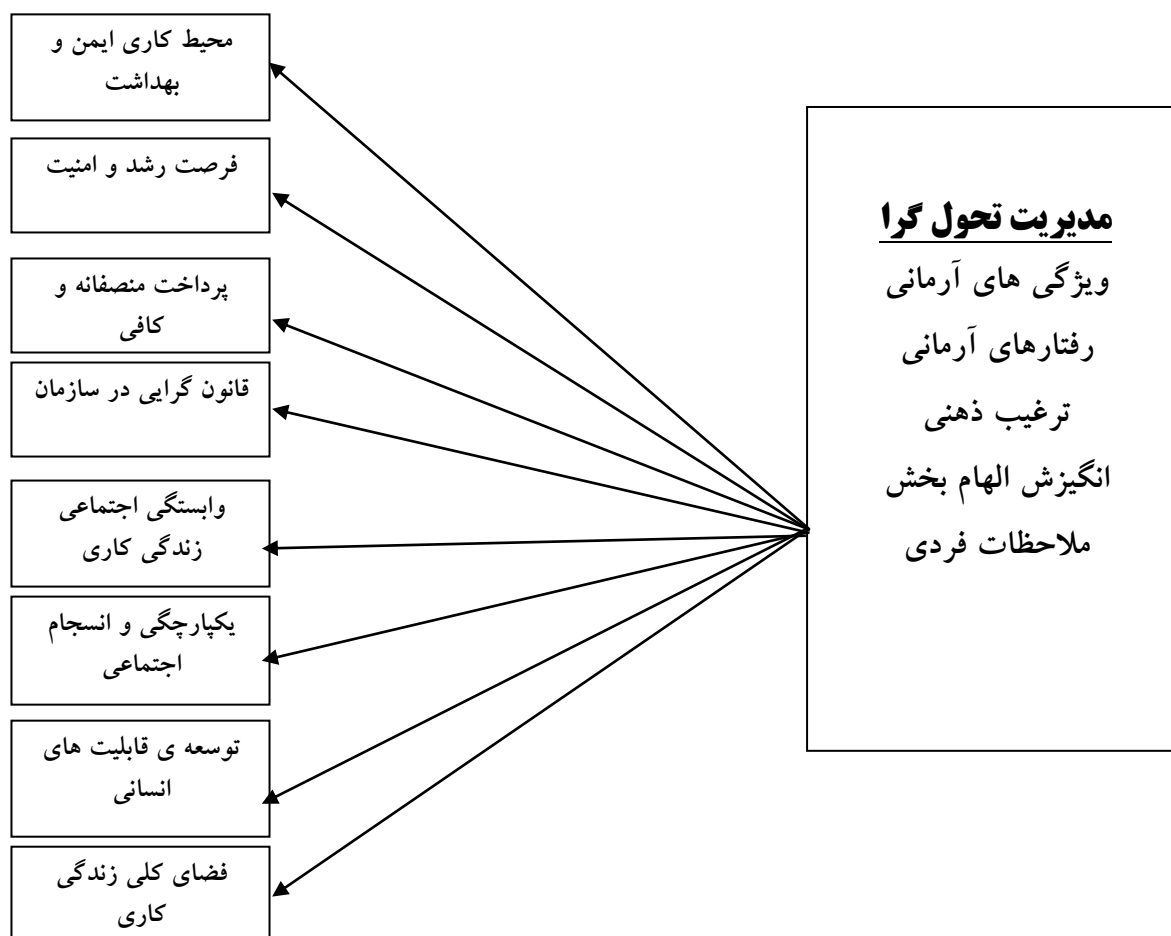 مدیریت تحول گرا
ویژگی های آرمانی
رفتارهای آرمانی
ترغیب ذهنی
انگیزش الهام بخش
ملاحظات فردی
محیط کاری ایمن و
بهداشت
فرصت رشد و امنیت
پرداخت منصفانه و
کافی
قانون گرایی در سازمان
وابستگی اجتماعی
زندگی کاری
یکپارچگی و انسجام
اجتماعی
توسعه ی قابلیت های
انسانی
فضای کلی زندگی
کاری